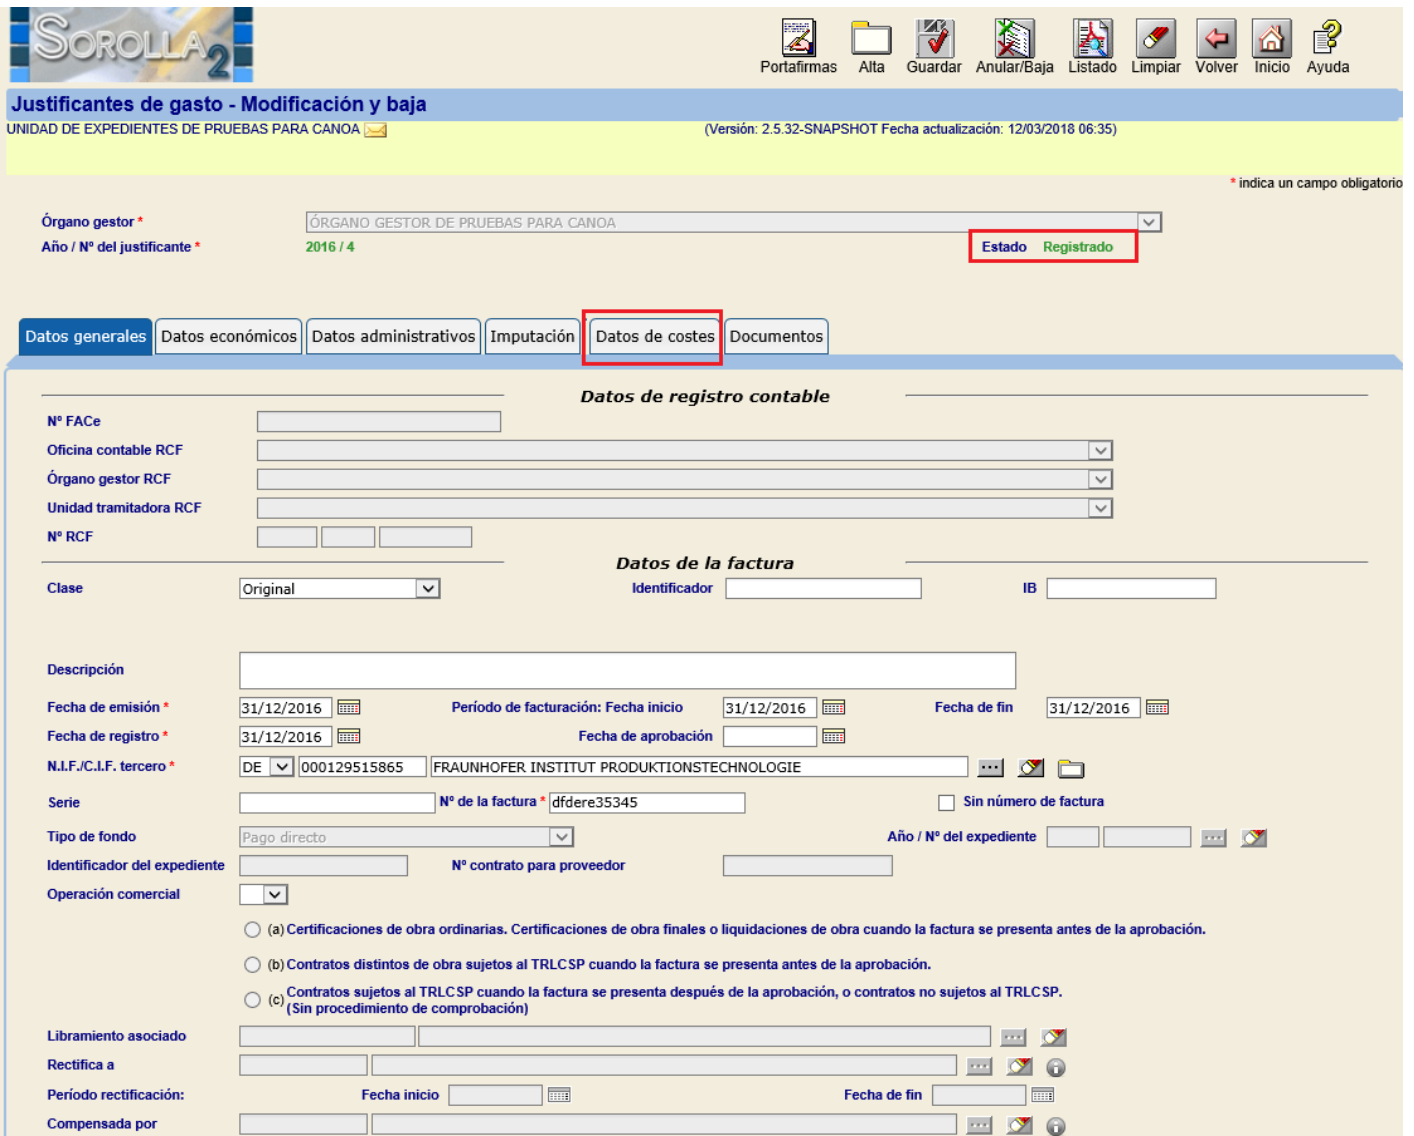 SOROLLA2
Portafirmas Alta Guardar Anular/Baja Listado Limpiar Volver Inicio Ayuda
Justificantes de gasto - Modificación y baja
UNIDAD DE EXPEDIENTES DE PRUEBAS PARA CANOA (Versión: 2.5.32-SNAPSHOT Fecha actualización: 12/03/2018 06:35)
* indica un campo obligatorio
Órgano gestor * ÓRGANO GESTOR DE PRUEBAS PARA CANOA
Año / Nº del justificante * 2016 / 4 Estado Registrado
Datos generales Datos económicos Datos administrativos Imputación Datos de costes Documentos
Datos de registro contable
Nº FACe
Oficina contable RCF
Órgano gestor RCF
Unidad tramitadora RCF
Nº RCF
Datos de la factura
Clase Original Identificador IB
Descripción
Fecha de emisión * 31/12/2016 Período de facturación: Fecha inicio 31/12/2016 Fecha de fin 31/12/2016
Fecha de registro * 31/12/2016 Fecha de aprobación
N.I.F./C.I.F. tercero * DE 000129515865 FRAUNHOFER INSTITUT PRODUKTIONSTECHNOLOGIE
Serie Nº de la factura * dfdere35345 Sin número de factura
Tipo de fondo Pago directo Año / Nº del expediente
Identificador del expediente Nº contrato para proveedor
Operación comercial
(a) Certificaciones de obra ordinarias. Certificaciones de obra finales o liquidaciones de obra cuando la factura se presenta antes de la aprobación.
(b) Contratos distintos de obra sujetos al TRLCSP cuando la factura se presenta antes de la aprobación.
(c) Contratos sujetos al TRLCSP cuando la factura se presenta después de la aprobación, o contratos no sujetos al TRLCSP.
(Sin procedimiento de comprobación)
Libramiento asociado
Rectifica a
Período rectificación: Fecha inicio Fecha de fin
Compensada por